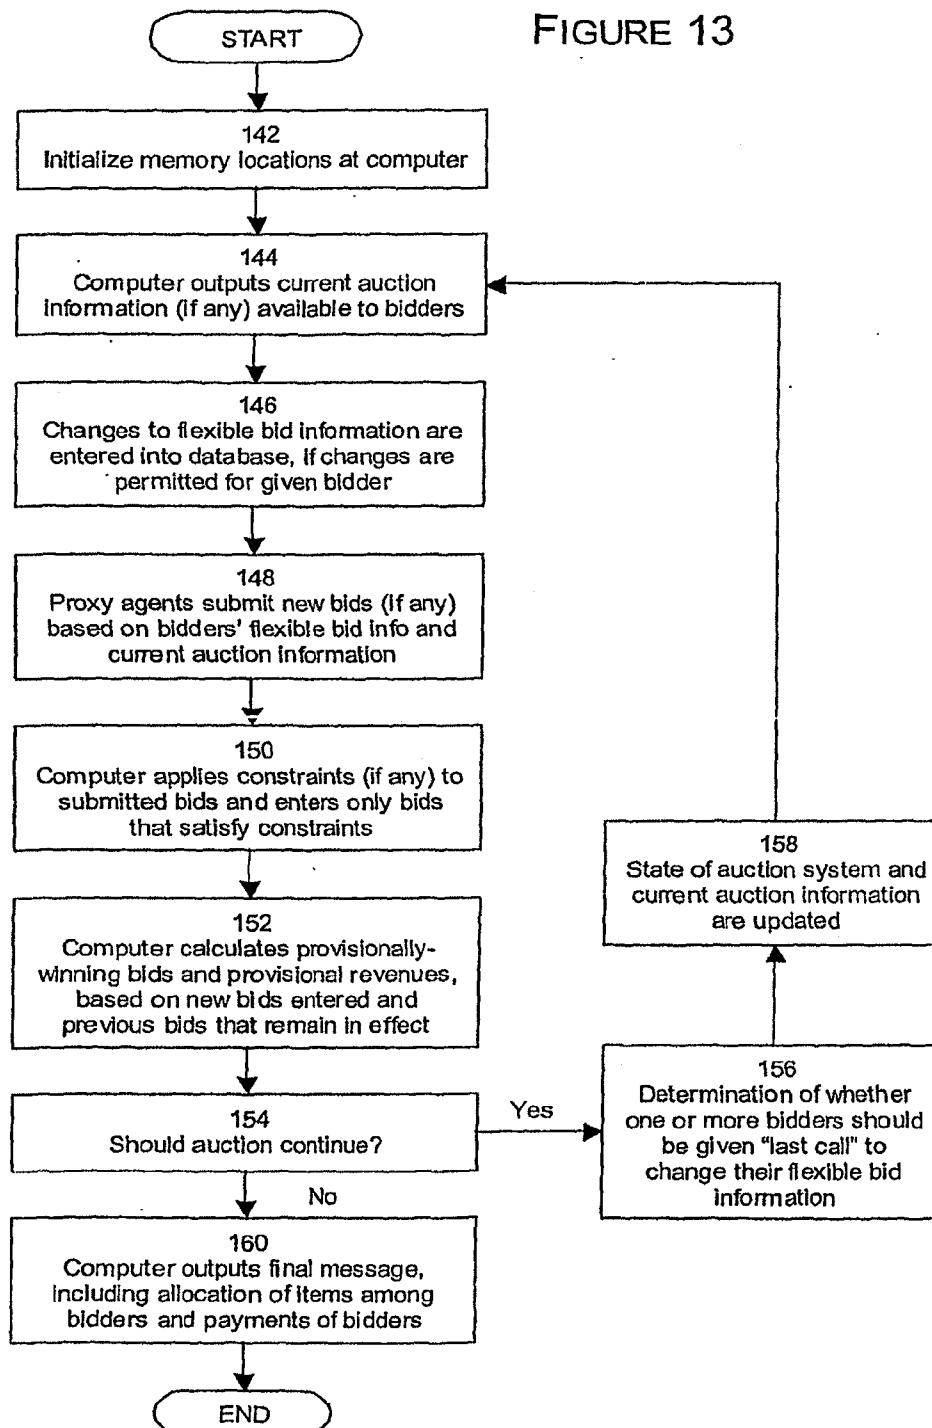 FIGURE 13
START
142
Initialize memory locations at computer
144
Computer outputs current auction
information (if any) available to bidders
146
Changes to flexible bid information are
entered into database, if changes are
permitted for given bidder
148
Proxy agents submit new bids (if any)
based on bidders' flexible bid info and
current auction information
150
Computer applies constraints (if any) to
submitted bids and enters only bids
that satisfy constraints
152
Computer calculates provisionally-
winning bids and provisional revenues,
based on new bids entered and
previous bids that remain in effect
154
Should auction continue?
Yes
No
156
Determination of whether
one or more bidders should
be given "last call" to
change their flexible bid
information
158
State of auction system and
current auction information
are updated
160
Computer outputs final message,
including allocation of items among
bidders and payments of bidders
END